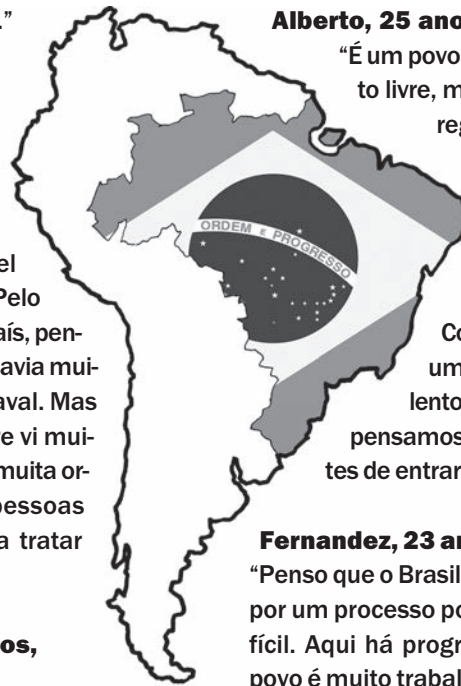 .”
el
Pelo
aís, pen-
avia mui-
aval. Mas
e vi mui-
muita or-
pessoas
a tratar
os,
ORDEM E PROGRESSO
Alberto, 25 ano
“É um povo
to livre, m
reg
Co
um
lento
pensamos
tes de entrar
Fernandez, 23 an
“Penso que o Brasil
por um processo po
fícil. Aqui há progr
povo é muito trabal